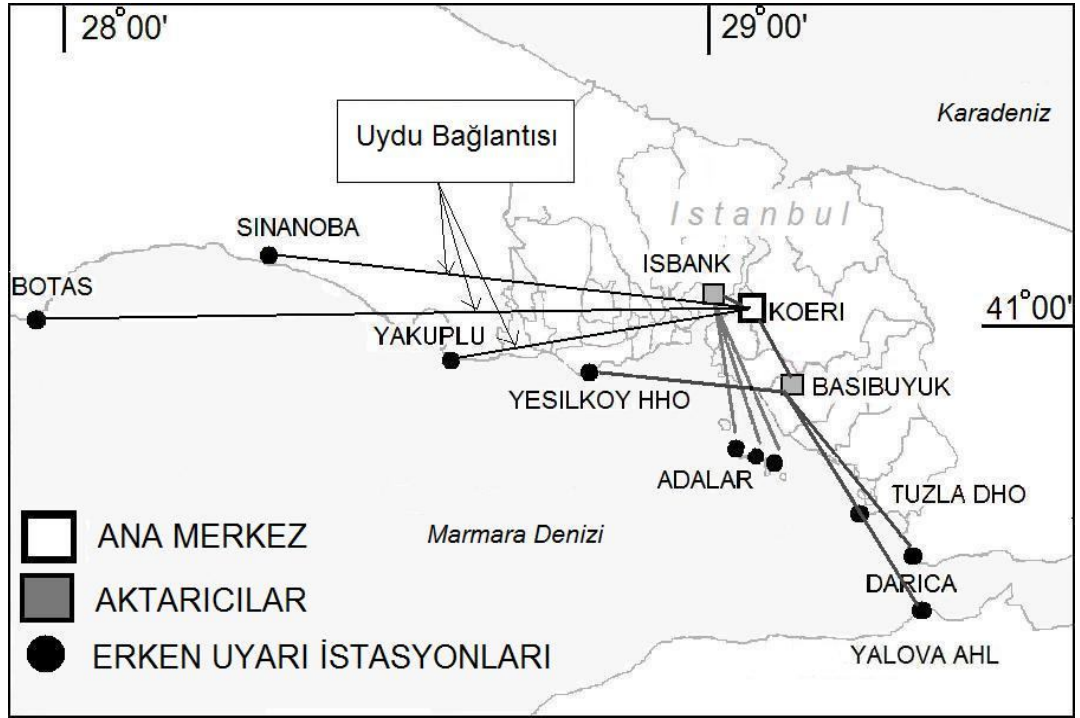 28°00'
29°00'
Karadeniz
Uydu Bağlantısı
Istanbul
SINANOBA
ISBANK
BOTAS
KOERI
41°00'
YAKUPLU
YESILKOY HHO
BASIBUYUK
ADALAR
TUZLA DHO
Marmara Denizi
DARICA
YALOVA AHL
ANA MERKEZ
AKTARICILAR
ERKEN UYARI İSTASYONLARI